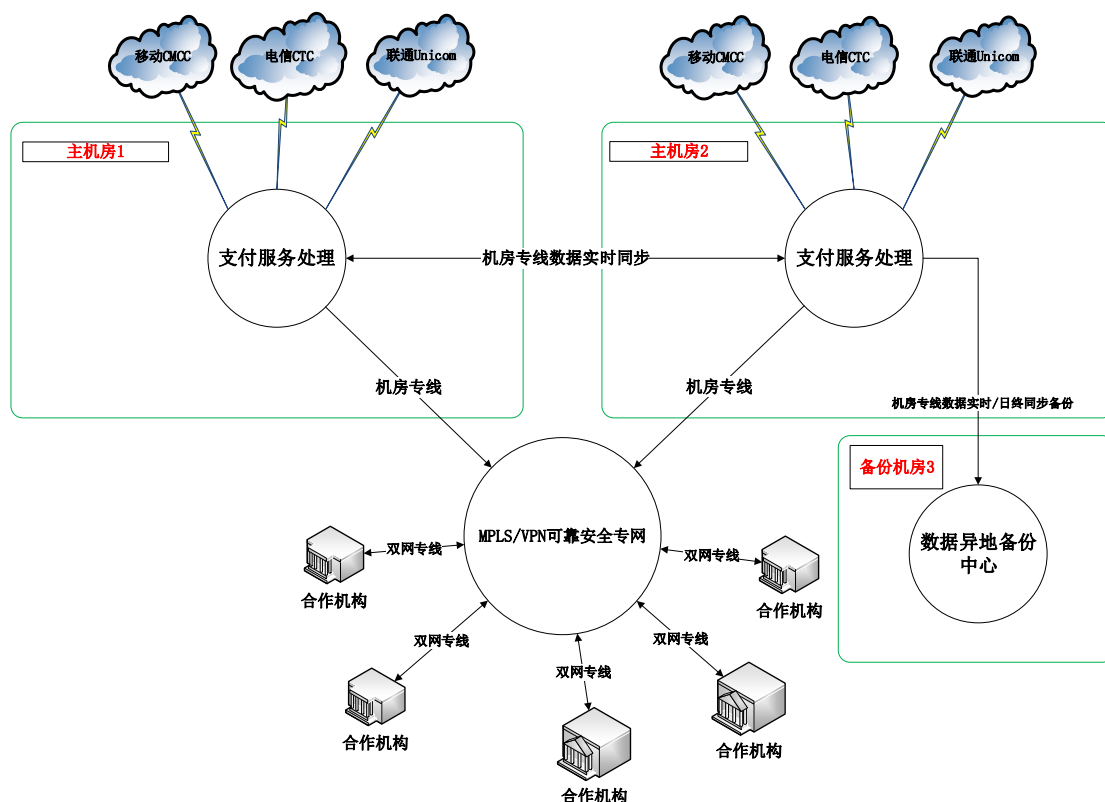 移动CMCC
电信CTC
联通Unicom
移动CMCC
电信CTC
联通Unicom
主机房1
主机房2
支付服务处理
机房专线数据实时同步
支付服务处理
机房专线
机房专线
机房专线数据实时/日终同步备份
备份机房3
MPLS/VPN可靠安全专网
数据异地备份
中心
双网专线
双网专线
合作机构
合作机构
双网专线
双网专线
双网专线
合作机构
合作机构
合作机构